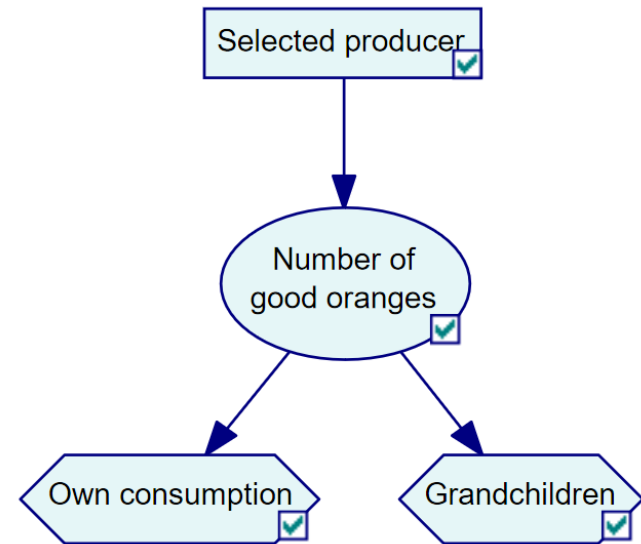 Selected producer
Number of
good oranges
Own consumption
Grandchildren